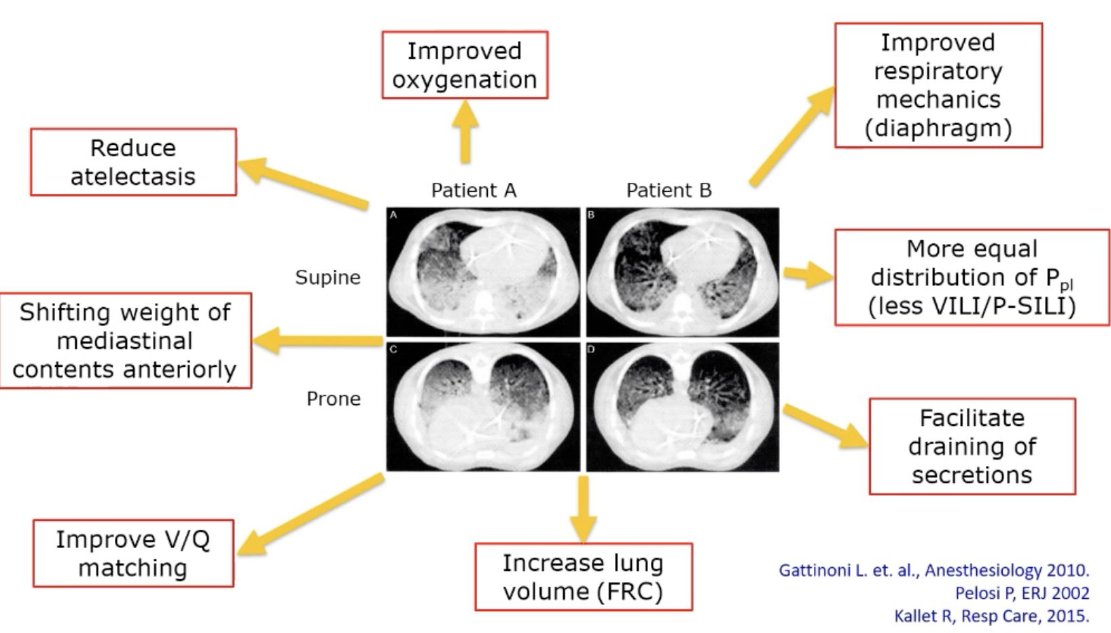 Improved
oxygenation
Improved
respiratory
mechanics
(diaphragm)
Reduce
atelectasis
Patient A
Patient B
A
B
Supine
More equal
distribution of Ppl
(less VILI/P-SILI)
Shifting weight of
mediastinal
contents anteriorly
C
D
Prone
Facilitate
draining of
secretions
Improve V/Q
matching
Increase lung
volume (FRC)
Gattinoni L. et. al., Anesthesiology 2010.
Pelosi P, ERJ 2002
Kallet R, Resp Care, 2015.